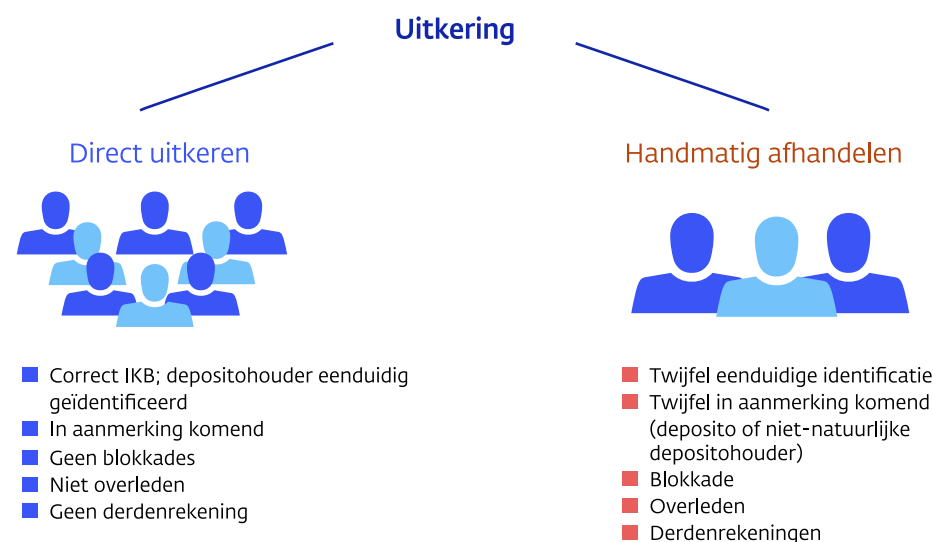 Uitkering
Direct uitkeren
Correct IKB; depositohouder eenduidig
geïdentificeerd
In aanmerking komend
Geen blokkades
Niet overleden
Geen derdenrekening
Handmatig afhandelen
Twijfel eenduidige identificatie
Twijfel in aanmerking komend
(deposito of niet-natuurlijke
depositohouder)
Blokkade
Overleden
Derdenrekeningen